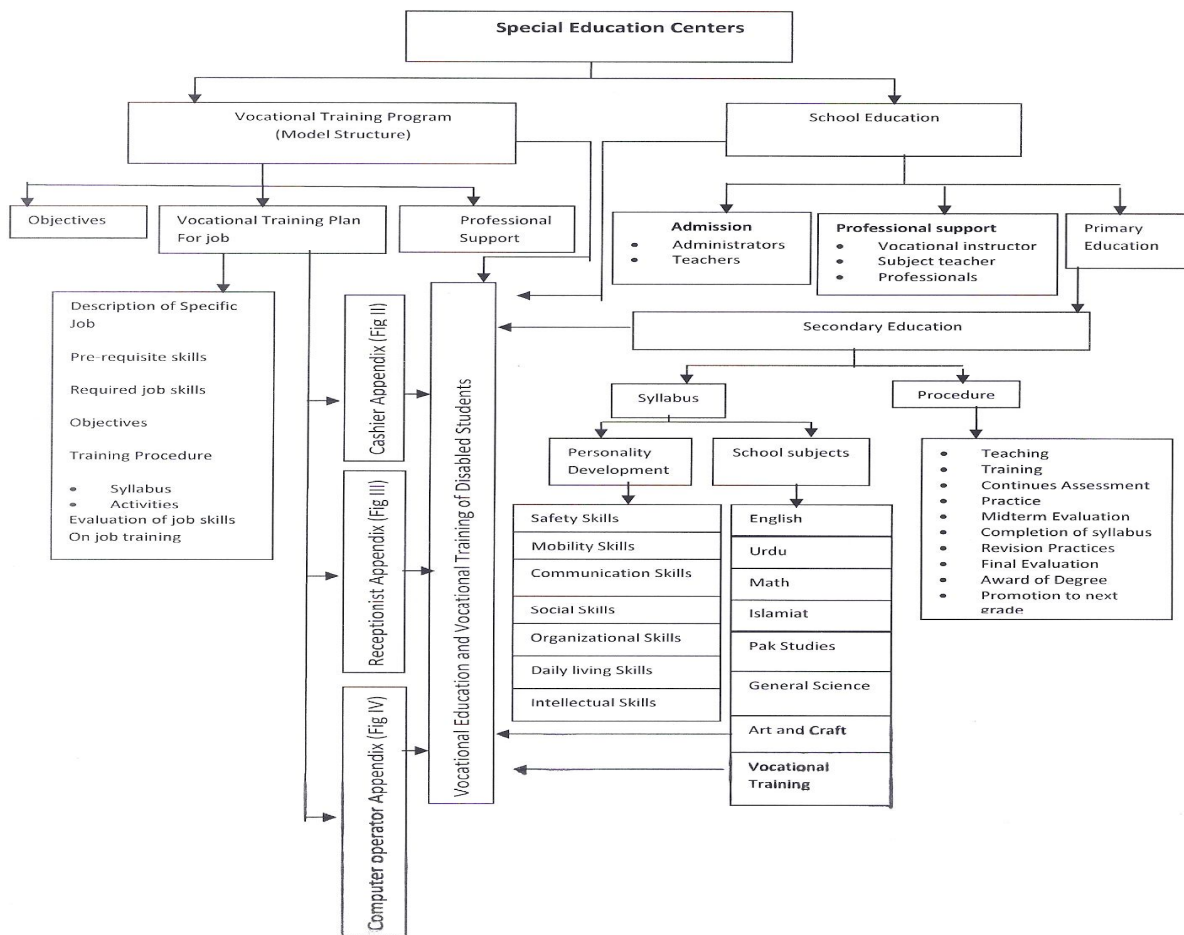 Special Education Centers
Vocational Training Program
(Model Structure)
School Education
Objectives
Vocational Training Plan
For job
Professional
Support
Admission
• Administrators
• Teachers
Professional support
• Vocational instructor
• Subject teacher
• Professionals
Primary
Education
Description of Specific
Job
Pre-requisite skills
Required job skills
Objectives
Training Procedure
• Syllabus
• Activities
Evaluation of job skills
On job training
Cashier Appendix (Fig II)
Receptionist Appendix (Fig III)
Computer operator Appendix (Fig IV)
Vocational Education and Vocational Training of Disabled Students
Secondary Education
Syllabus
Procedure
Personality
Development
School subjects
Safety Skills
Mobility Skills
Communication Skills
Social Skills
Organizational Skills
Daily living Skills
Intellectual Skills
English
Urdu
Math
Islamiat
Pak Studies
General Science
Art and Craft
Vocational
Training
• Teaching
• Training
• Continues Assessment
• Practice
• Midterm Evaluation
• Completion of syllabus
• Revision Practices
• Final Evaluation
• Award of Degree
• Promotion to next
grade